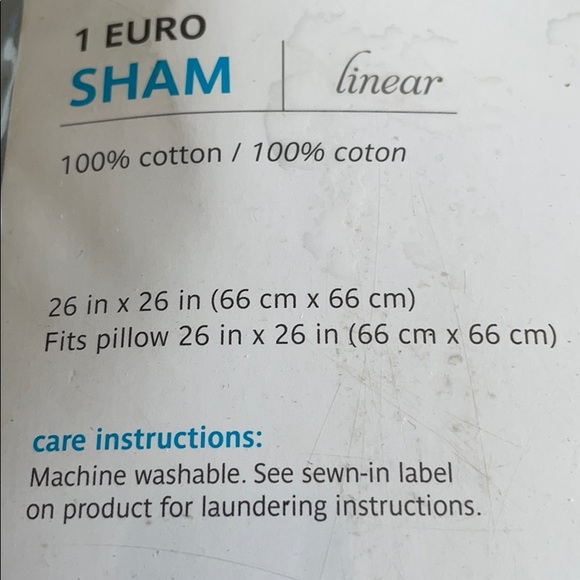 1 EURO
SHAM
linear
100% cotton / 100% coton
26 in x 26 in (66 cm x 66 cm)
Fits pillow 26 in x 26 in (66 cm x 66 cm)
care instructions:
Machine washable. See sewn-in label
on product for laundering instructions.